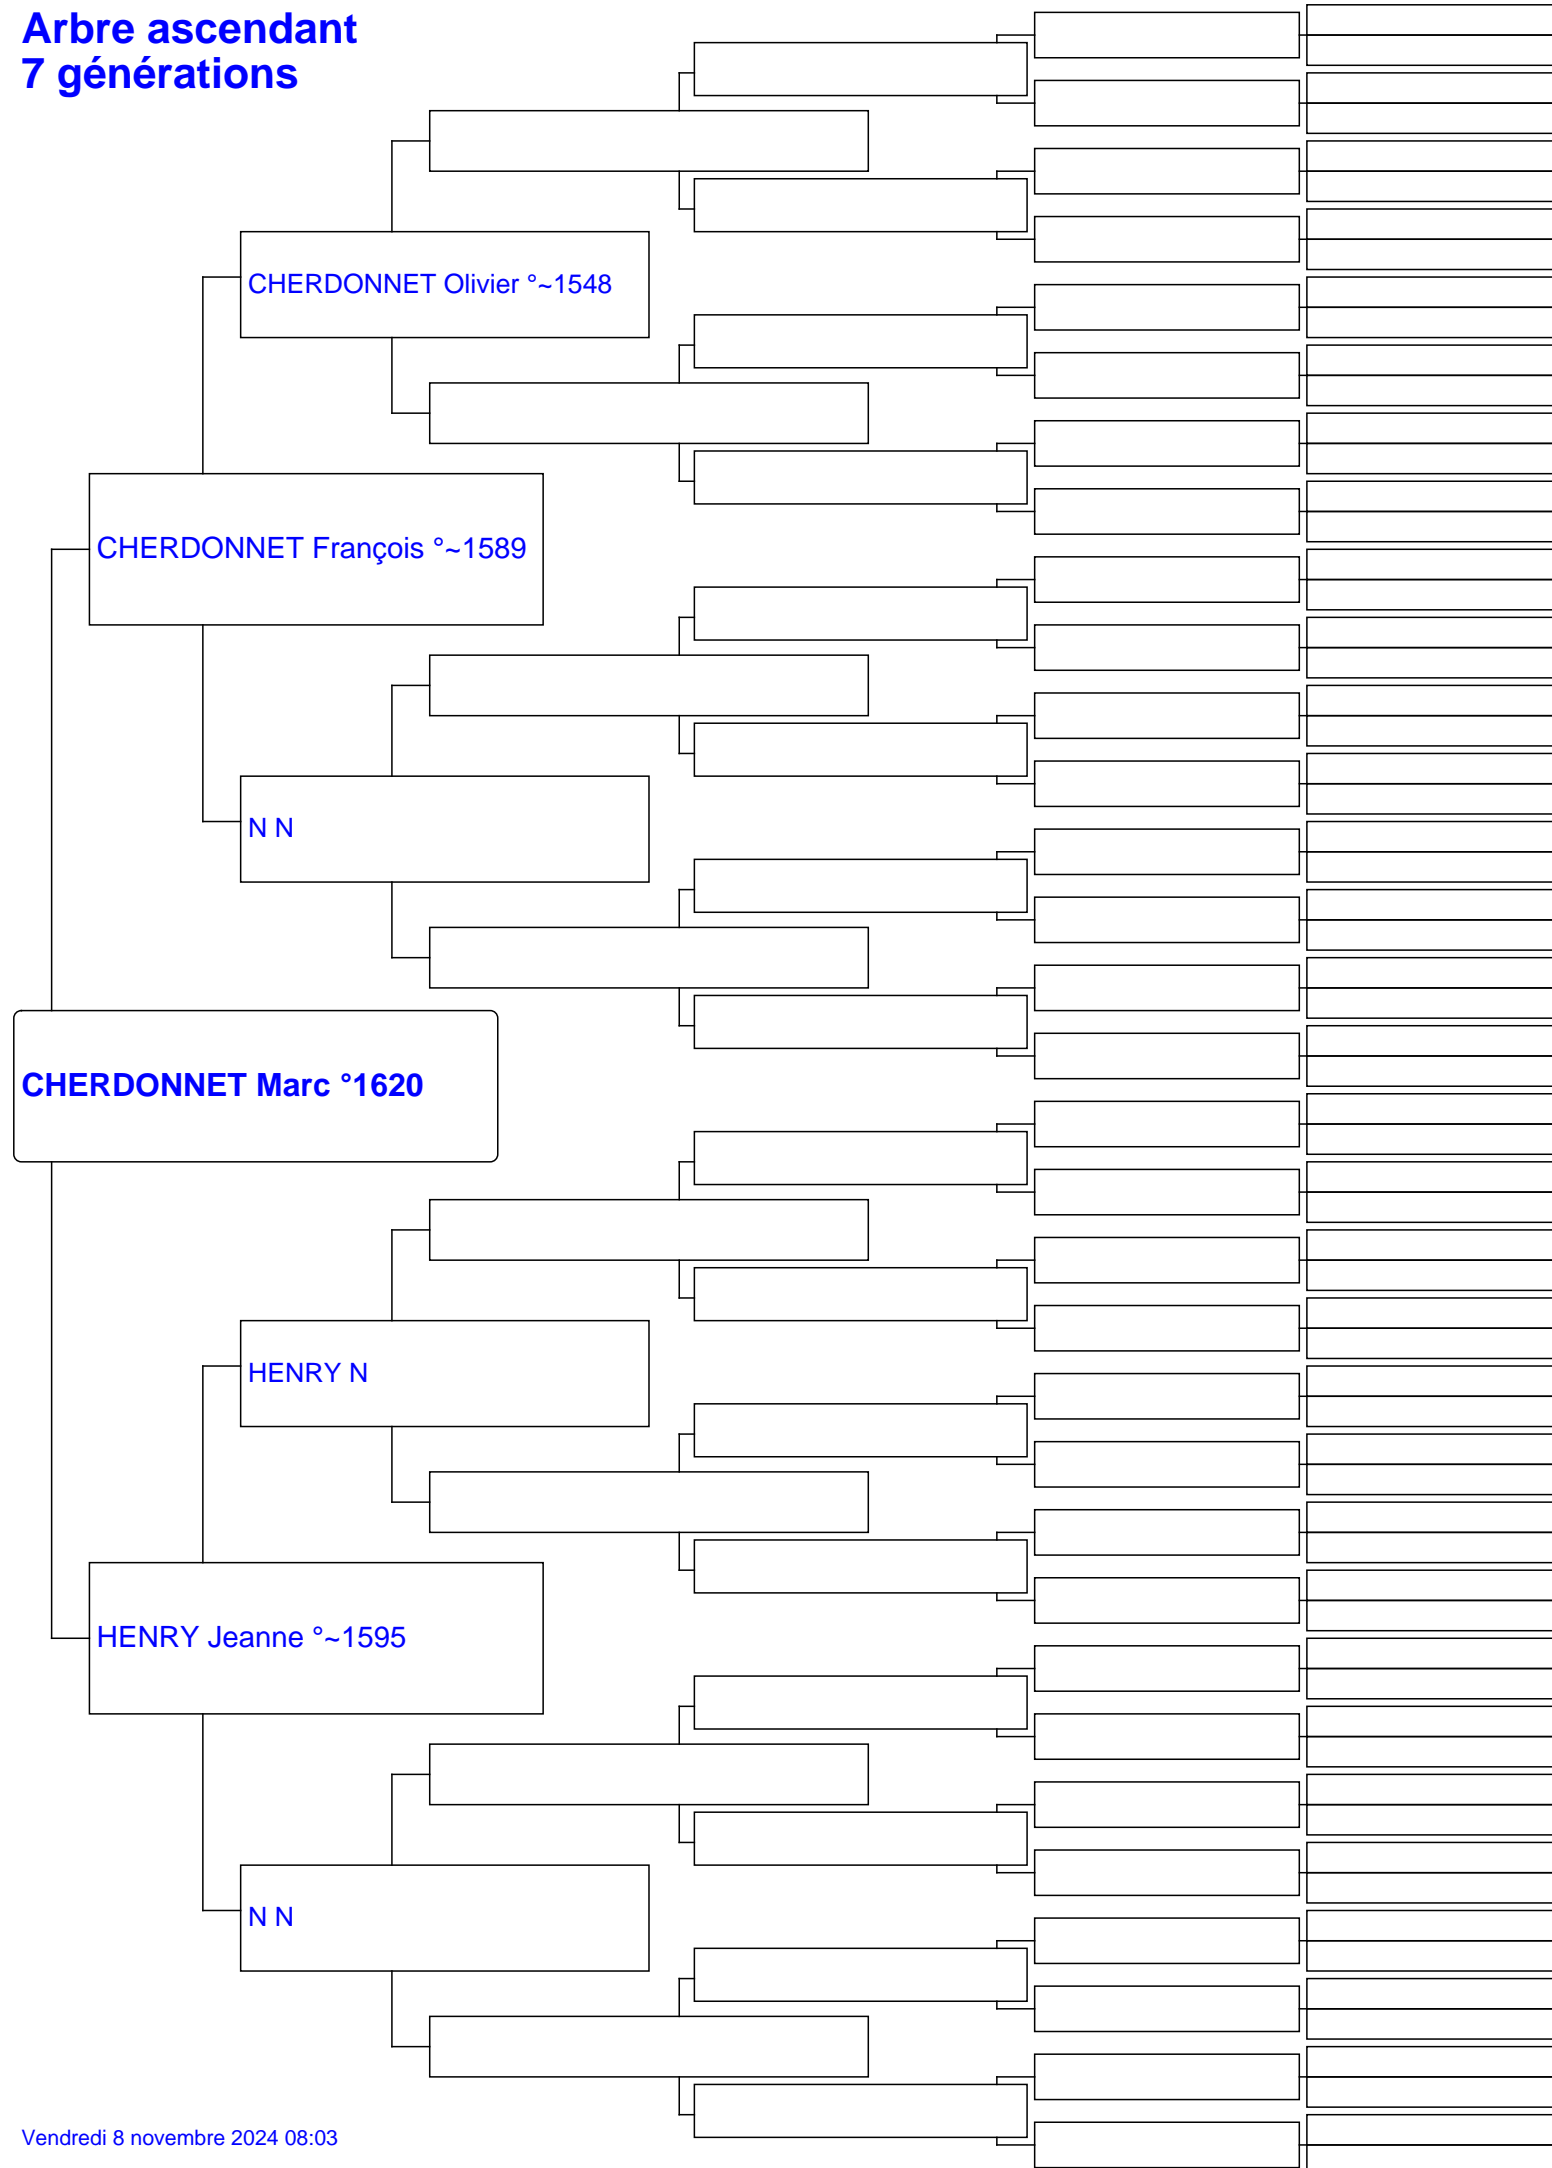 Arbre ascendant
7 générations
CHERDONNET Olivier °~1548
CHERDONNET François °~1589
N N
CHERDONNET Marc °1620
HENRY N
HENRY Jeanne °~1595
N N
Vendredi 8 novembre 2024 08:03